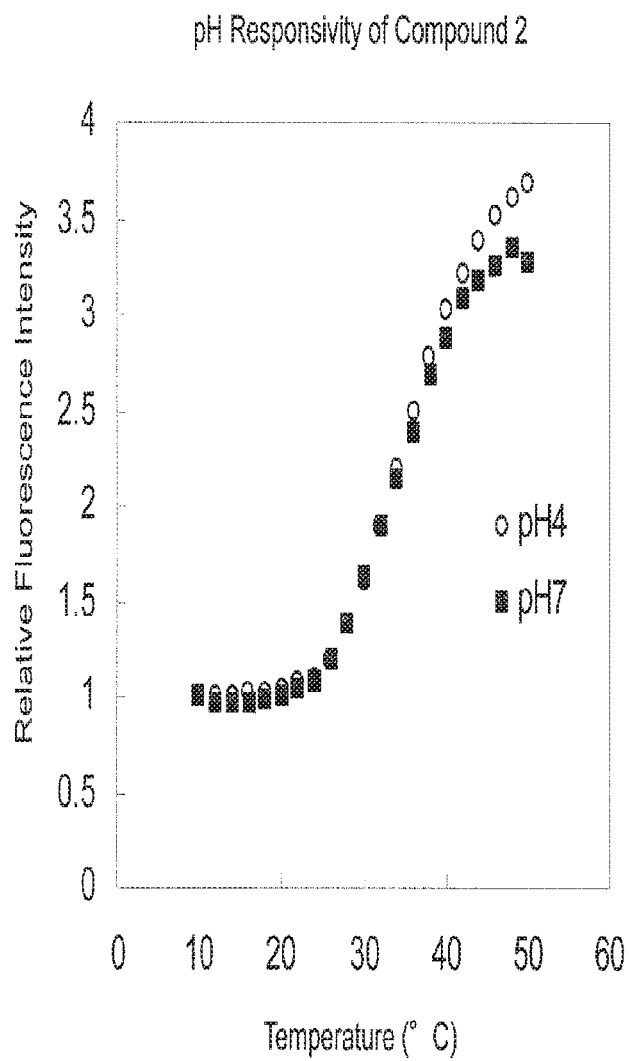 pH Responsivity of Compound 2
Relative Fluorescence Intensity
4
3.5
3
2.5
2
1.5
1
0.5
0
pH4
pH7
0 10 20 30 40 50 60
Temperature (° C)